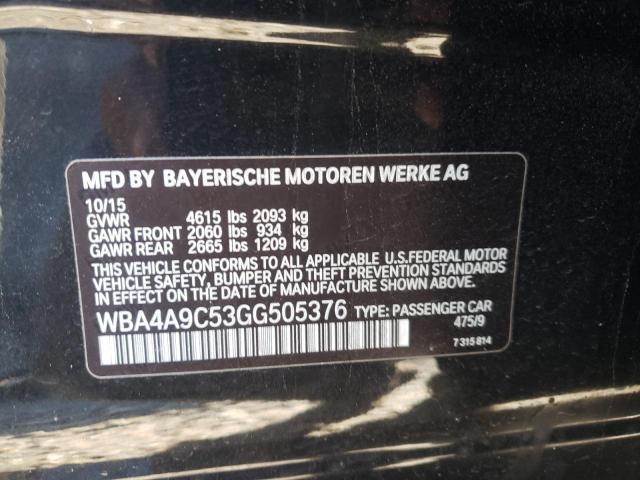 MFD BY BAYERISCHE MOTOREN WERKE AG
10/15
GVWR 4615 lbs 2093 kg
GAWR FRONT 2060 lbs 934 kg
GAWR REAR 2665 lbs 1209 kg
THIS VEHICLE CONFORMS TO ALL APPLICABLE U.S.FEDERAL MOTOR
VEHICLE SAFETY, BUMPER AND THEFT PREVENTION STANDARDS
IN EFFECT ON THE DATE OF MANUFACTURE SHOWN ABOVE.
WBA4A9C53GG505376 TYPE: PASSENGER CAR
475/9
7 315 814